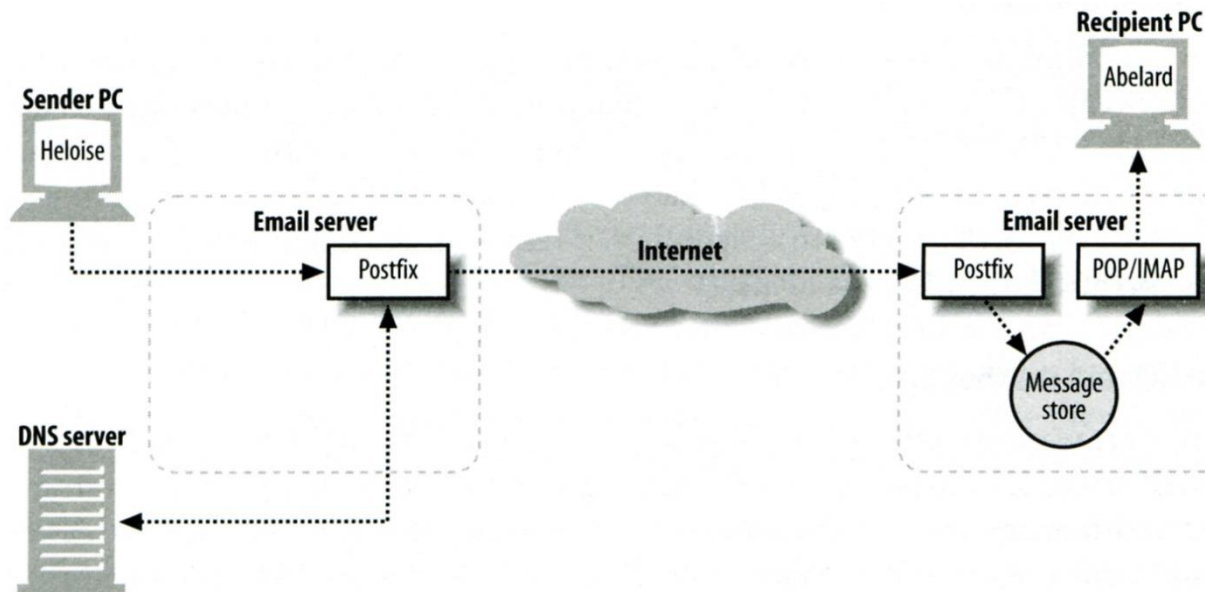 Recipient PC
Abelard
Sender PC
Heloise
Email server
Postfix
Internet
Email server
Postfix
POP/IMAP
Message
store
DNS server